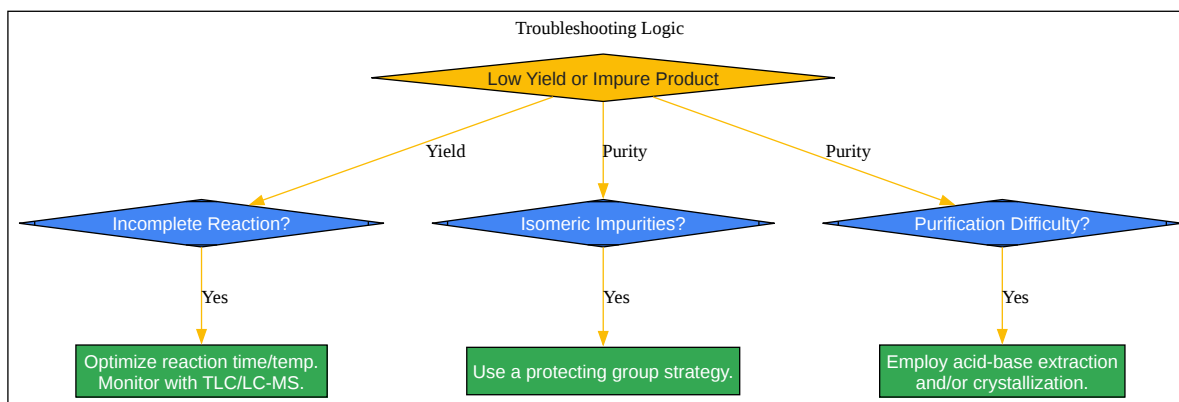 Troubleshooting Logic
Low Yield or Impure Product
Yield
Purity
Purity
Incomplete Reaction?
Isomeric Impurities?
Purification Difficulty?
Yes
Yes
Yes
Optimize reaction time/temp.
Monitor with TLC/LC-MS.
Use a protecting group strategy.
Employ acid-base extraction
and/or crystallization.